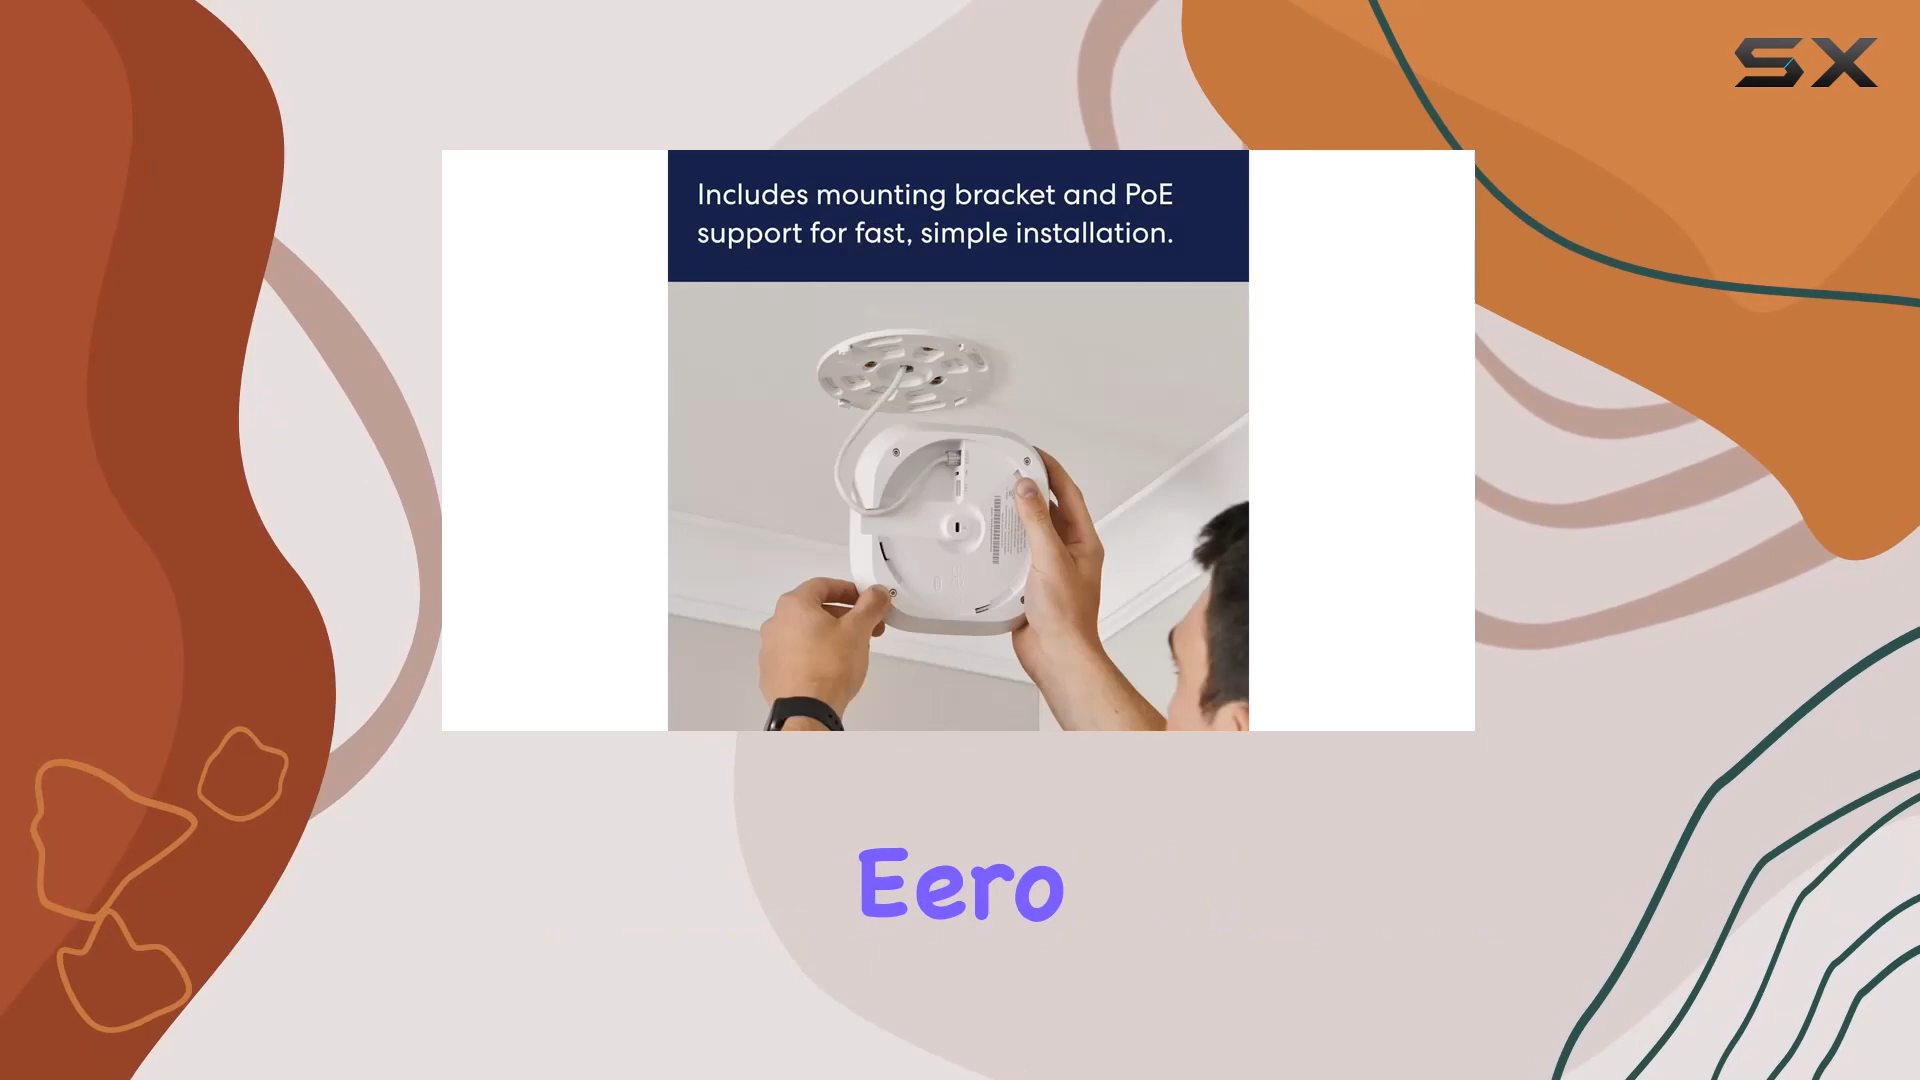 SX
Includes mounting bracket and PoE
support for fast, simple installation.
Eero